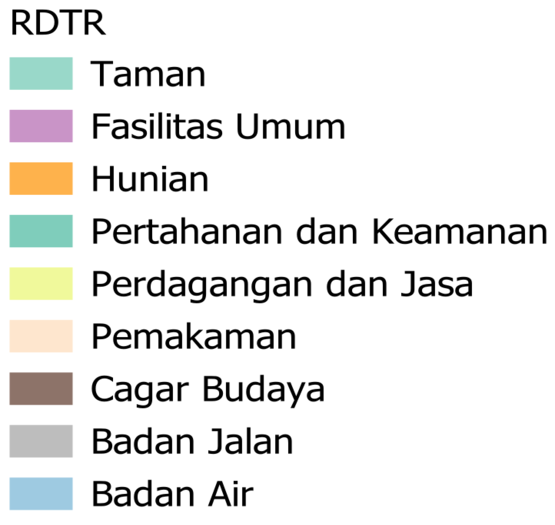 RDTR
Taman
Fasilitas Umum
Hunian
Pertahanan dan Keamanan
Perdagangan dan Jasa
Pemakaman
Cagar Budaya
Badan Jalan
Badan Air